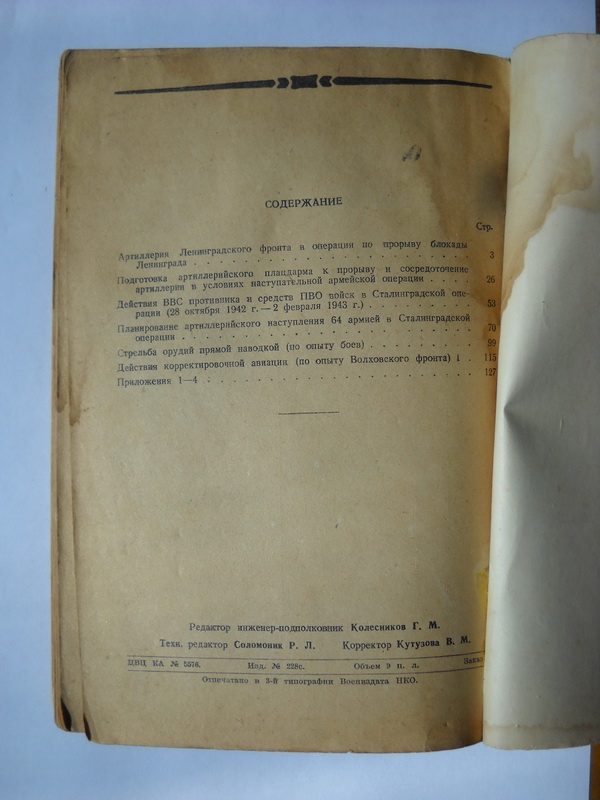 СОДЕРЖАНИЕ
Стр.
Артиллерия Ленинградского фронта в операции по прорыву блокады
Ленинграда . . . . . . . . . . . . . . . . . . . . . . 3
Подготовка артиллерийского плацдарма к прорыву и сосредоточение
артиллерии в условиях наступательной армейской операции . . . . 26
Действия ВВС противника и средств ПВО войск в Сталинградской опе-
рации (28 октября 1942 г. — 2 февраля 1943 г.) . . . . . . . . . 53
Планирование артиллерийского наступления 64 армией в Сталинградской
операции . . . . . . . . . . . . . . . . . . . . . . . 70
Стрельба орудий прямой наводкой (по опыту боев) . . . . . . . . 99
Действия корректировочной авиации (по опыту Волховского фронта) . . 115
Приложения 1—4 . . . . . . . . . . . . . . . . . . . . 127
Редактор инженер-подполковник Колесников Г. М.
Техн. редактор Соломоник Р. Л. Корректор Кутузова В. М.
ЦВЦ КА № 5576. Изд. № 228с. Объем 9 п. л.
Отпечатано в 3-й типографии Воениздата НКО.